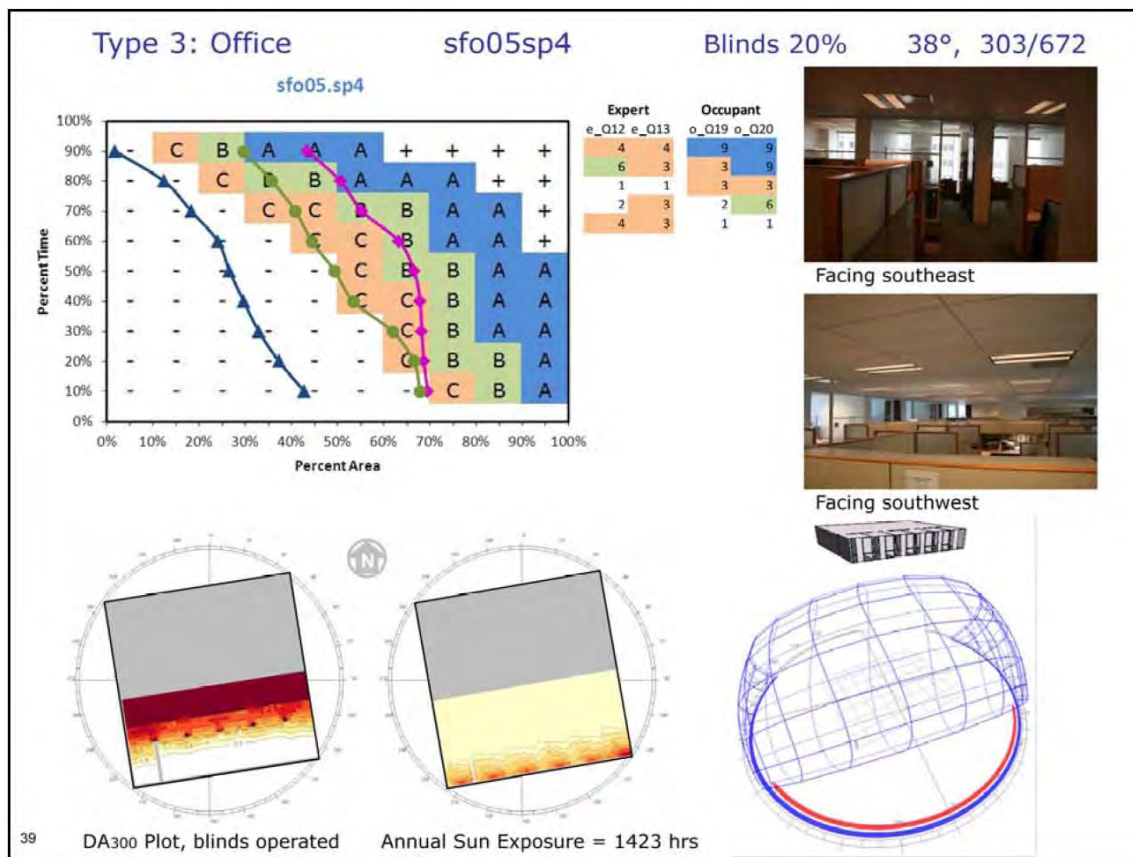 Type 3: Office sfo05sp4 Blinds 20% 38°, 303/672
sfo05.sp4
Percent Time
100%
90% - C B A A A + + + +
80% - - C B B A A A + +
70% - - - C C B B A A +
60% - - - - C C B A A +
50% - - - - - C B B A A
40% - - - - - C C B A A
30% - - - - - - C B A A
20% - - - - - - C B B A
10% - - - - - - - C B A
0%
0% 10% 20% 30% 40% 50% 60% 70% 80% 90% 100%
Percent Area
Expert Occupant
e_Q12 e_Q13 o_Q19 o_Q20
4 4 9 9
6 3 3 9
1 1 3 3
2 3 2 6
4 3 1 1
Facing southeast
Facing southwest
N
39 DA300 Plot, blinds operated Annual Sun Exposure = 1423 hrs